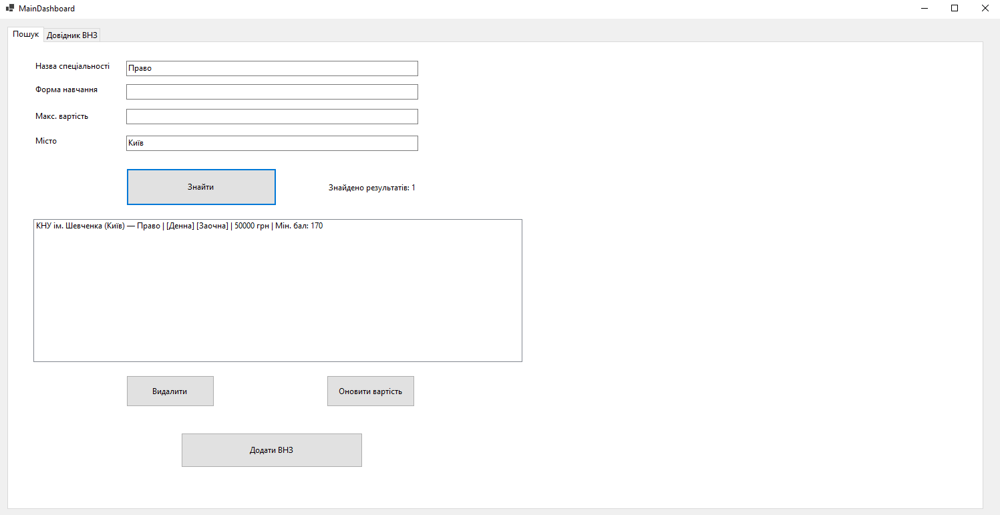 MainDashboard
Пошук Довідник ВНЗ
Назва спеціальності Право
Форма навчання
Макс. вартість
Місто Київ
Знайти Знайдено результатів: 1
КНУ ім. Шевченка (Київ) — Право | [Денна] [Заочна] | 50000 грн | Мін. бал: 170
Видалити Оновити вартість
Додати ВНЗ